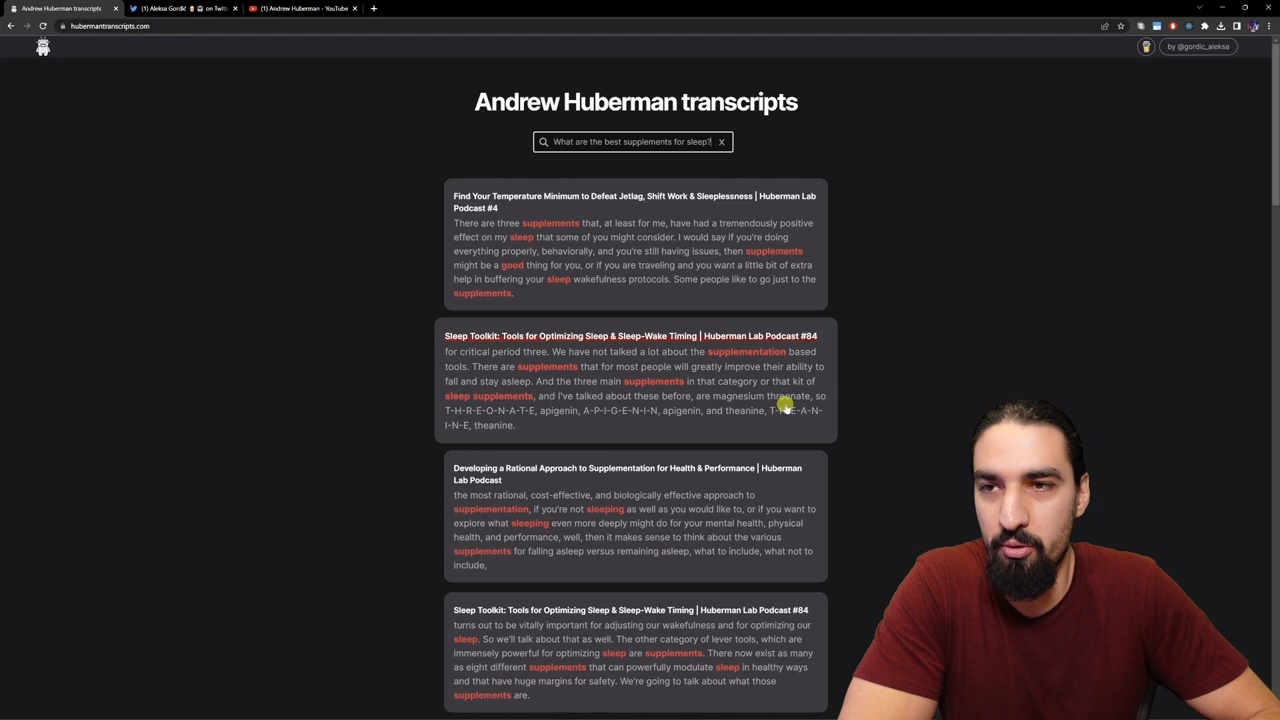 Andrew Huberman transcripts
(1) Aleksa Gordić
on Twit
(1) Andrew Huberman - YouTube
hubermantranscripts.com
by @gordic_aleksa
Andrew Huberman transcripts
What are the best supplements for sleep?
Find Your Temperature Minimum to Defeat Jetlag, Shift Work & Sleeplessness | Huberman Lab
Podcast #4
There are three supplements that, at least for me, have had a tremendously positive
effect on my sleep that some of you might consider. I would say if you're doing
everything properly, behaviorally, and you're still having issues, then supplements
might be a good thing for you, or if you are traveling and you want a little bit of extra
help in buffering your sleep wakefulness protocols. Some people like to go just to the
supplements.
Sleep Toolkit: Tools for Optimizing Sleep & Sleep-Wake Timing | Huberman Lab Podcast #84
for critical period three. We have not talked a lot about the supplementation based
tools. There are supplements that for most people will greatly improve their ability to
fall and stay asleep. And the three main supplements in that category or that kit of
sleep supplements, and I've talked about these before, are magnesium threonate, so
T-H-R-E-O-N-A-T-E, apigenin, A-P-I-G-E-N-I-N, apigenin, and theanine, T-H-E-A-N-
I-N-E, theanine.
Developing a Rational Approach to Supplementation for Health & Performance | Huberman
Lab Podcast
the most rational, cost-effective, and biologically effective approach to
supplementation, if you're not sleeping as well as you would like to, or if you want to
explore what sleeping even more deeply might do for your mental health, physical
health, and performance, well, then it makes sense to think about the various
supplements for falling asleep versus remaining asleep, what to include, what not to
include,
Sleep Toolkit: Tools for Optimizing Sleep & Sleep-Wake Timing | Huberman Lab Podcast #84
turns out to be vitally important for adjusting our wakefulness and for optimizing our
sleep. So we'll talk about that as well. The other category of lever tools, which are
immensely powerful for optimizing sleep are supplements. There now exist as many
as eight different supplements that can powerfully modulate sleep in healthy ways
and that have huge margins for safety. We're going to talk about what those
supplements are.